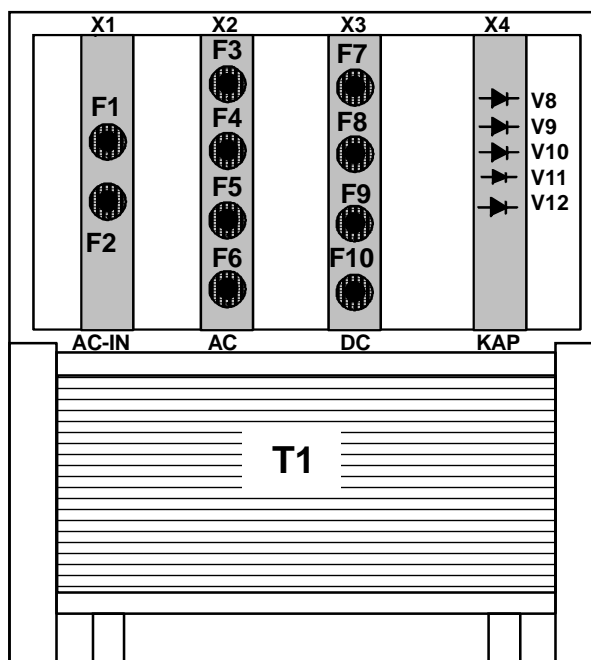 X1 X2 X3 X4
F3 F7
F1 V8
F4 F8 V9
V10
V11
F5 F9 V12
F2
F6 F10
AC-IN AC DC KAP
T1